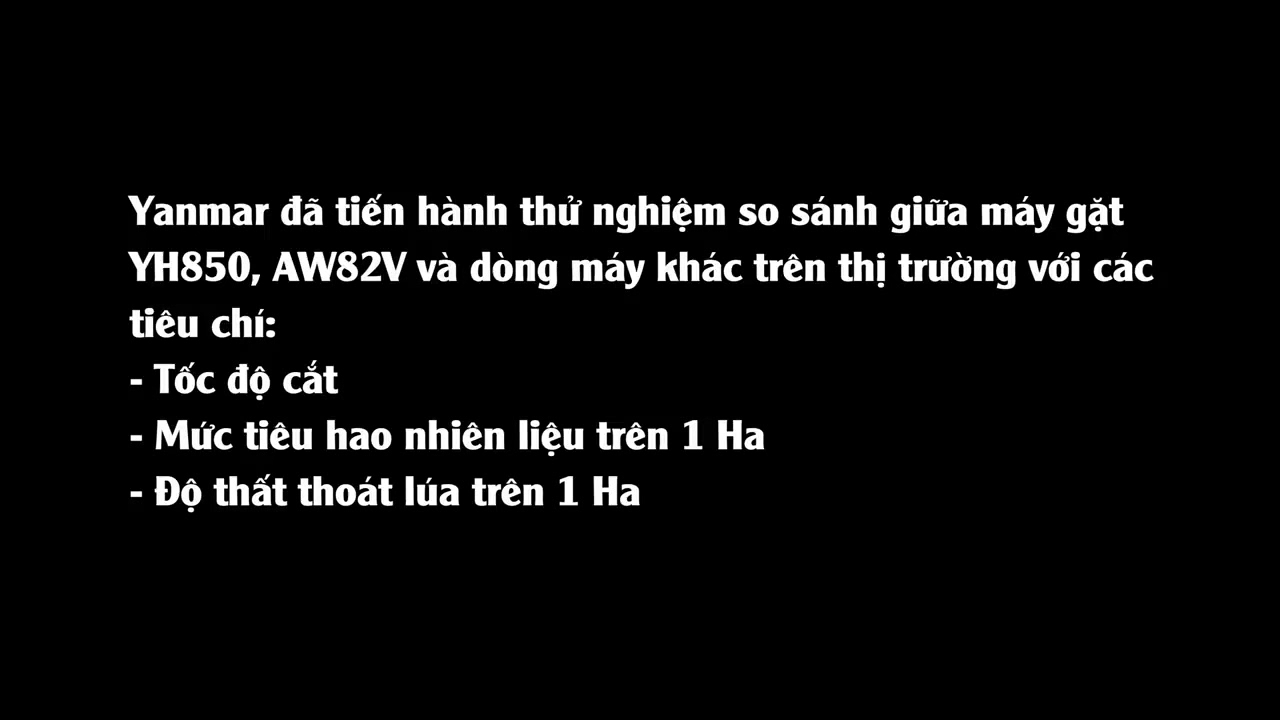 Yanmar đã tiến hành thử nghiệm so sánh giữa máy gặt
YH850, AW82V và dòng máy khác trên thị trường với các
tiêu chí:
- Tốc độ cắt
- Mức tiêu hao nhiên liệu trên 1 Ha
- Độ thất thoát lúa trên 1 Ha